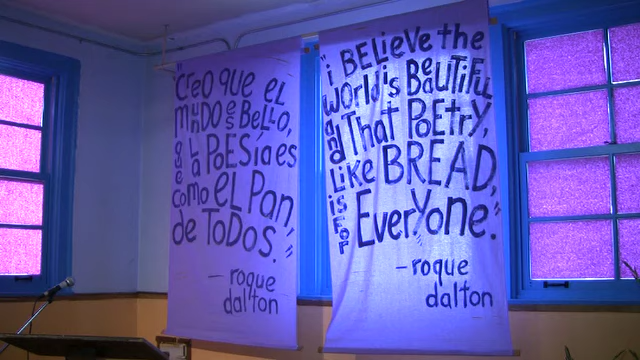 "Creo que el
mundo es Bello,
que la Poesía es
como el Pan,
de Todos."
— roque
dalton
"i Believe the
World is Beautiful
and That Poetry,
Like BREAD,
is For Everyone."
— roque
dalton